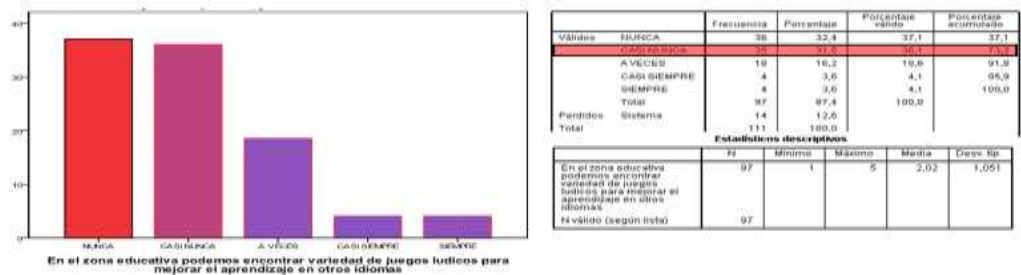 40
30
20
10
0
NUNCA
CASI NUNCA
A VECES
CASI SIEMPRE
SIEMPRE
En el zona educativa podemos encontrar variedad de juegos ludicos para
mejorar el aprendizaje en otros idiomas
Frecuencia Porcentaje Porcentaje válido Porcentaje acumulado
Válidos NUNCA 36 32,4 37,1 37,1
CASI NUNCA 35 31,5 36,1 73,2
A VECES 18 16,2 18,6 91,8
CASI SIEMPRE 4 3,6 4,1 95,9
SIEMPRE 4 3,6 4,1 100,0
Total 97 87,4 100,0
Perdidos Sistema 14 12,6
Total 111 100,0
Estadísticos descriptivos
N Mínimo Máximo Media Desv. típ.
En el zona educativa 97 1 5 2,02 1,051
podemos encontrar
variedad de juegos
ludicos para mejorar el
aprendizaje en otros
idiomas
N válido (según lista) 97